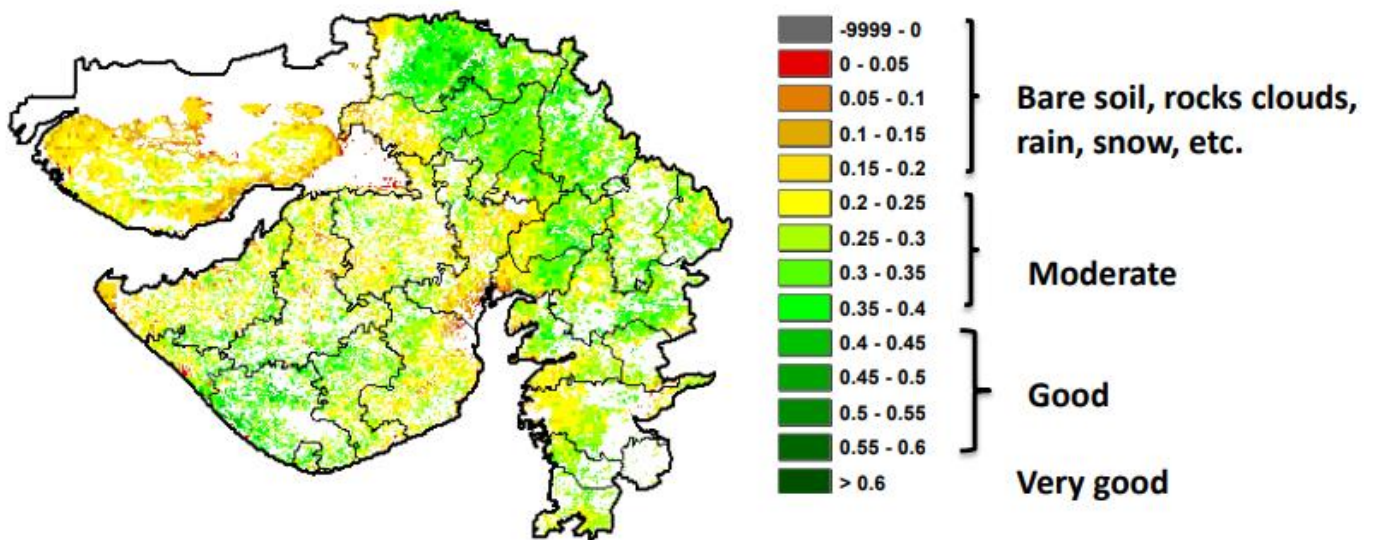 -9999 - 0
0 - 0.05
0.05 - 0.1
0.1 - 0.15
0.15 - 0.2
0.2 - 0.25
0.25 - 0.3
0.3 - 0.35
0.35 - 0.4
0.4 - 0.45
0.45 - 0.5
0.5 - 0.55
0.55 - 0.6
> 0.6
Bare soil, rocks clouds,
rain, snow, etc.
Moderate
Good
Very good